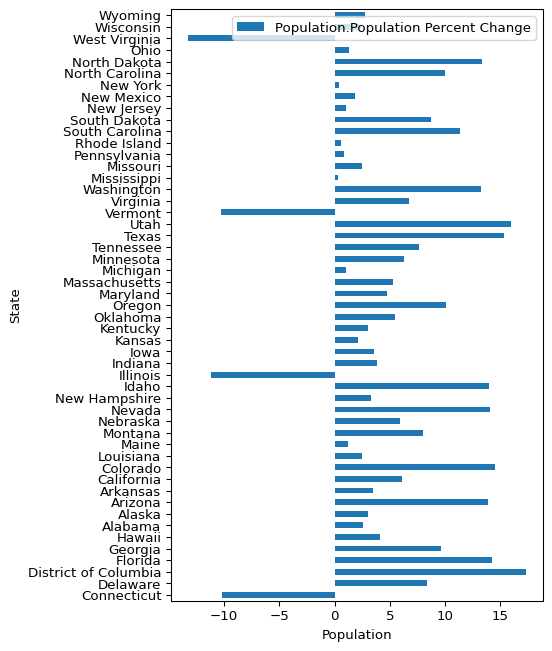 Population.Population Percent Change
State
Wyoming
Wisconsin
West Virginia
Ohio
North Dakota
North Carolina
New York
New Mexico
New Jersey
South Dakota
South Carolina
Rhode Island
Pennsylvania
Missouri
Mississippi
Washington
Virginia
Vermont
Utah
Texas
Tennessee
Minnesota
Michigan
Massachusetts
Maryland
Oregon
Oklahoma
Kentucky
Kansas
Iowa
Indiana
Illinois
Idaho
New Hampshire
Nevada
Nebraska
Montana
Maine
Louisiana
Colorado
California
Arkansas
Arizona
Alaska
Alabama
Hawaii
Georgia
Florida
District of Columbia
Delaware
Connecticut
−10 −5 0 5 10 15
Population